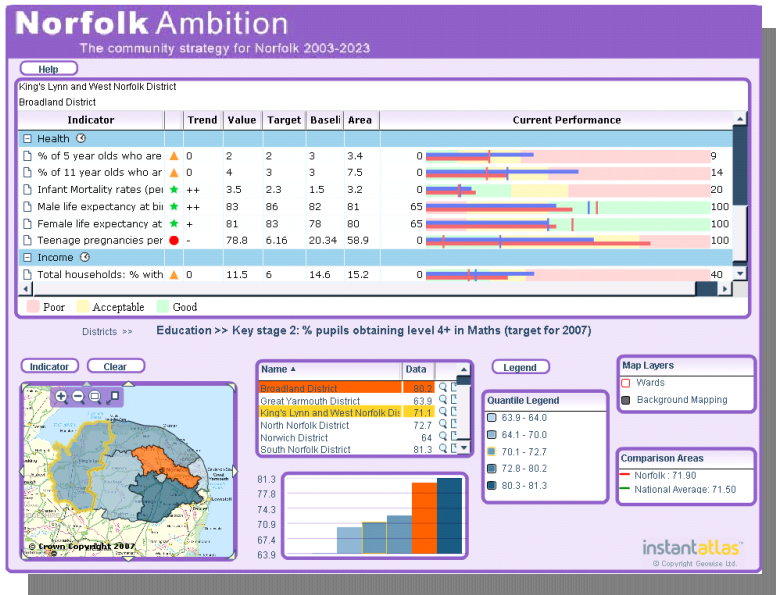 Norfolk Ambition
The community strategy for Norfolk 2003-2023
Help
King's Lynn and West Norfolk District
Broadland District
Indicator Trend Value Target Baseli Area Current Performance
Health
% of 5 year olds who are 0 2 2 3 3.4 0 9
% of 11 year olds who ar 0 4 3 3 7.5 0 14
Infant Mortality rates (per ++ 3.5 2.3 1.5 3.2 0 20
Male life expectancy at bir ++ 83 86 82 81 65 100
Female life expectancy at + 81 83 78 80 65 100
Teenage pregnancies per - 78.8 6.16 20.34 58.9 0 100
Income
Total households: % with 0 11.5 6 14.6 15.2 0 40
Poor Acceptable Good
Districts >> Education >> Key stage 2: % pupils obtaining level 4+ in Maths (target for 2007)
Indicator Clear
Name Data
Broadland District 80.2
Great Yarmouth District 63.9
King's Lynn and West Norfolk Dis 71.1
North Norfolk District 72.7
Norwich District 64
South Norfolk District 81.3
Legend
Quantile Legend
63.9 - 64.0
64.1 - 70.0
70.1 - 72.7
72.8 - 80.2
80.3 - 81.3
Map Layers
Wards
Background Mapping
Comparison Areas
Norfolk : 71.90
National Average: 71.50
© Crown Copyright 2007
81.3
77.8
74.3
70.9
67.4
63.9
instantatlas™
© Copyright Geowise Ltd.